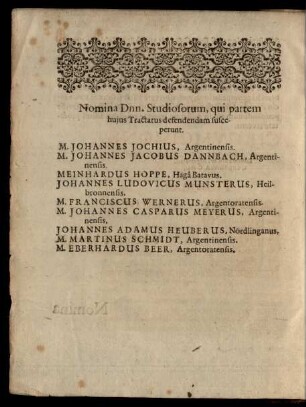 Nomina Dnn. Studiosorum, qui partem
hujus Tractatus defendendam susce-
perunt.
M. JOHANNES JOCHIUS, Argentinensis.
M. JOHANNES JACOBUS DANNBACH, Argenti-
nensis.
MEINHARDUS HOPPE, Hagâ Batavus.
JOHANNES LUDOVICUS MUNSTERUS, Heil-
bronnensis.
M. FRANCISCUS WERNERUS, Argentoratensis.
M. JOHANNES CASPARUS MEYERUS, Argenti-
nensis.
JOHANNES ADAMUS HEUBERUS, Nördlinganus.
M. MARTINUS SCHMIDT, Argentinensis.
M. EBERHARDUS BEER, Argentoratensis.